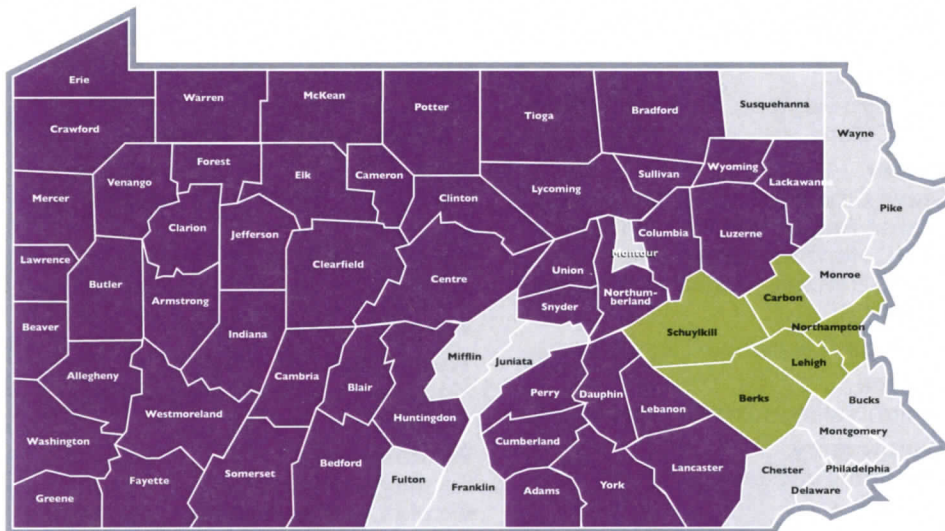 Erie
Warren
McKean
Potter
Tioga
Bradford
Susquehanna
Wayne
Crawford
Forest
Elk
Cameron
Clinton
Lycoming
Sullivan
Wyoming
Lackawanna
Pike
Mercer
Venango
Clarion
Jefferson
Clearfield
Centre
Union
Montour
Columbia
Luzerne
Monroe
Lawrence
Butler
Armstrong
Snyder
Northum-
berland
Carbon
Northampton
Schuylkill
Lehigh
Beaver
Indiana
Mifflin
Juniata
Allegheny
Cambria
Blair
Huntingdon
Perry
Dauphin
Lebanon
Berks
Bucks
Westmoreland
Montgomery
Washington
Cumberland
Lancaster
Chester
Philadelphia
Delaware
Greene
Fayette
Somerset
Bedford
Fulton
Franklin
Adams
York